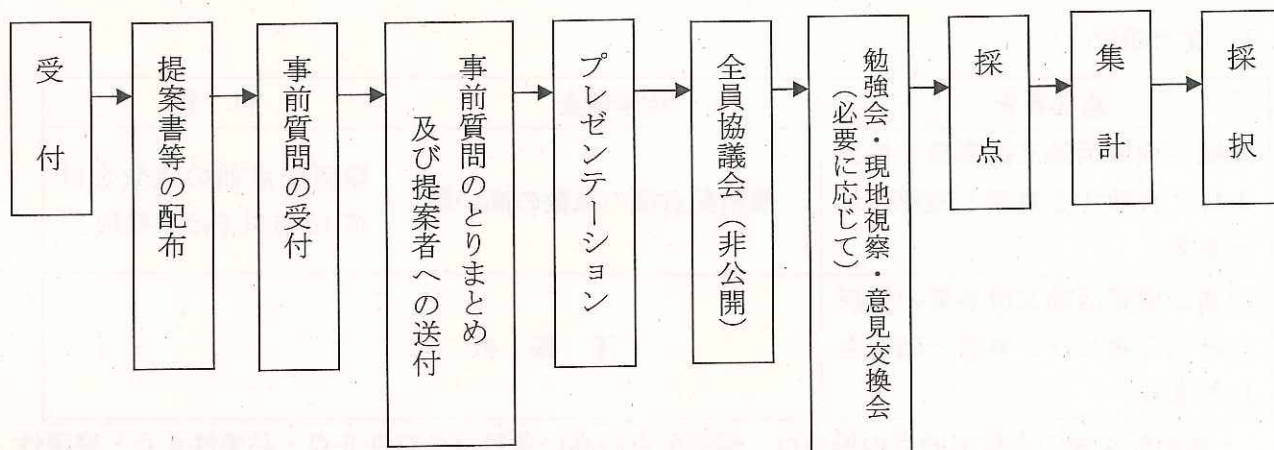 受付
提案書等の配布
事前質問の受付
事前質問のとりまとめ
及び提案者への送付
プレゼンテーション
全員協議会（非公開）
勉強会・現地視察・意見交換会
（必要に応じて）
採点
集計
採択